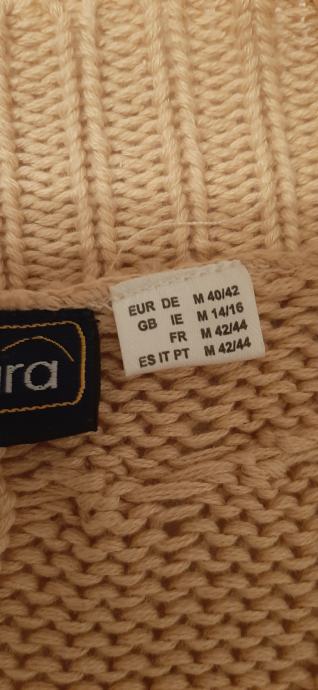 EUR DE M 40/42
GB IE M 14/16
FR M 42/44
ES IT PT M 42/44
ra